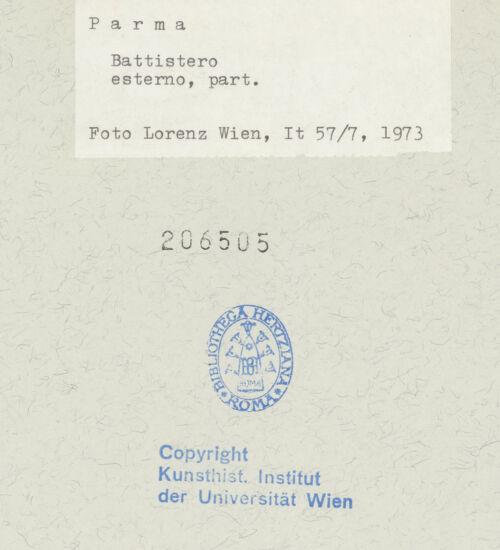 P a r m a
Battistero
esterno, part.
Foto Lorenz Wien, It 57/7, 1973
206505
BIBLIOTHECA HERTZIANA
ROMA
ROMA
Copyright
Kunsthist. Institut
der Universität Wien